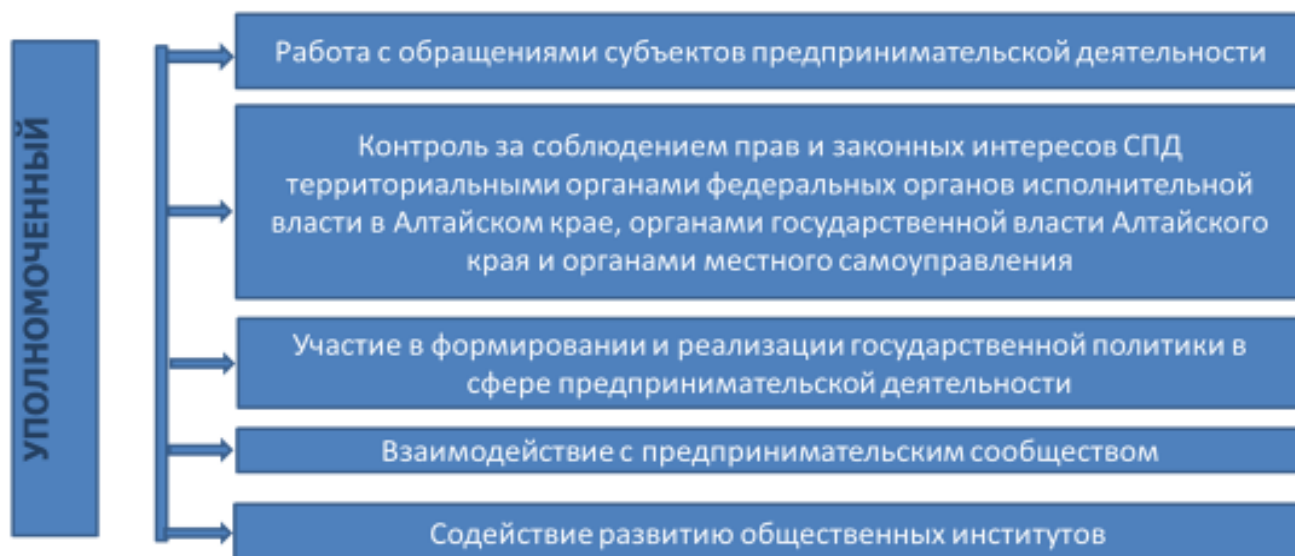 УПОЛНОМОЧЕННЫЙ
Работа с обращениями субъектов предпринимательской деятельности
Контроль за соблюдением прав и законных интересов СПД
территориальными органами федеральных органов исполнительной
власти в Алтайском крае, органами государственной власти Алтайского
края и органами местного самоуправления
Участие в формировании и реализации государственной политики в
сфере предпринимательской деятельности
Взаимодействие с предпринимательским сообществом
Содействие развитию общественных институтов